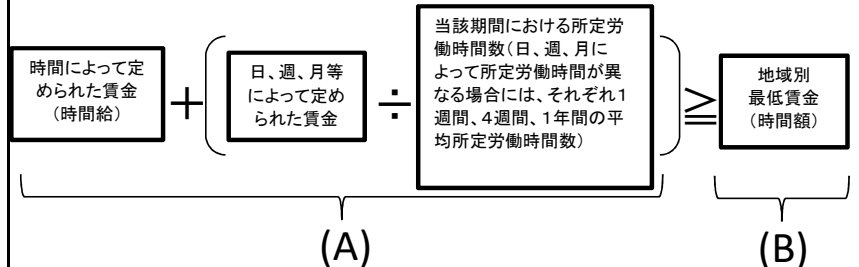 時間によって定
められた賃金
(時間給)
+
日、週、月等
によって定め
られた賃金
÷
当該期間における所定労
働時間数(日、週、月に
よって所定労働時間が異
なる場合には、それぞれ1
週間、4週間、1年間の平
均所定労働時間数)
≧
地域別
最低賃金
(時間額)
(A)
(B)